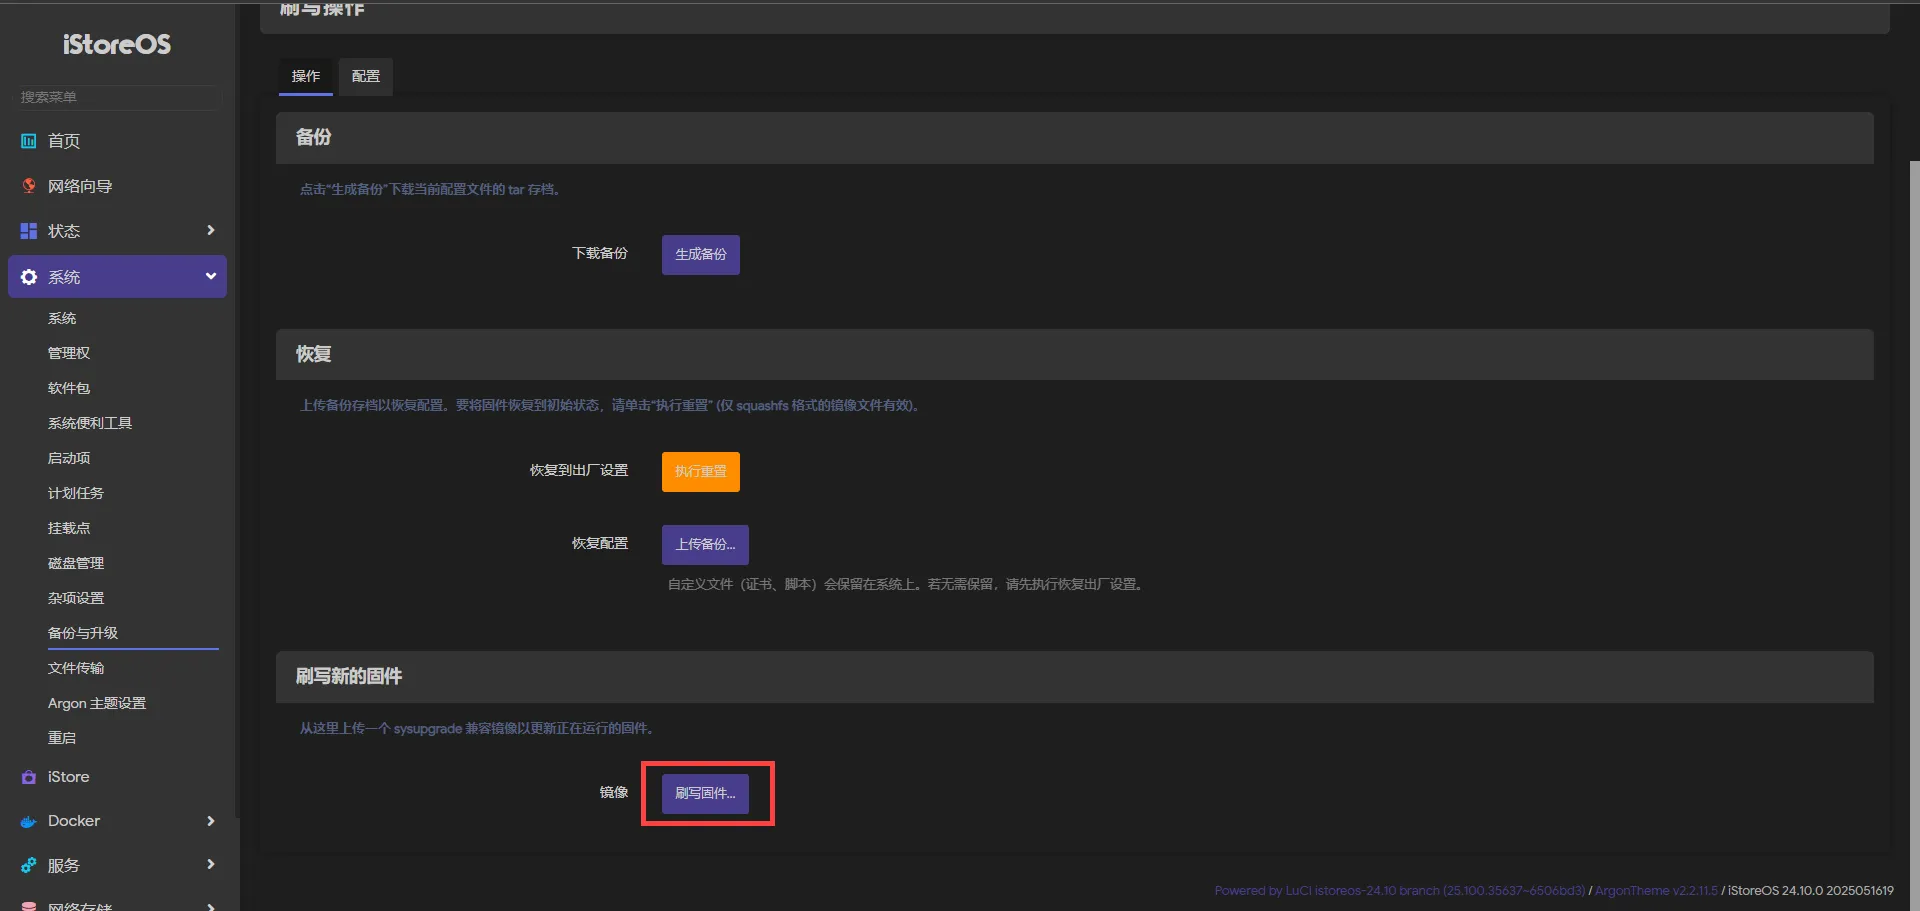 iStoreOS
搜索菜单
首页
网络向导
状态
系统
系统
管理权
软件包
系统便利工具
启动项
计划任务
挂载点
磁盘管理
杂项设置
备份与升级
文件传输
Argon 主题设置
重启
iStore
Docker
服务
网络存储
刷写操作
操作
配置
备份
点击“生成备份”下载当前配置文件的 tar 存档。
下载备份
生成备份
恢复
上传备份存档以恢复配置。要将固件恢复到初始状态，请单击“执行重置” (仅 squashfs 格式的镜像文件有效)。
恢复到出厂设置
执行重置
恢复配置
上传备份...
自定义文件（证书、脚本）会保留在系统上。若无需保留，请先执行恢复出厂设置。
刷写新的固件
从这里上传一个 sysupgrade 兼容镜像以更新正在运行的固件。
镜像
刷写固件...
Powered by LuCI istoreos-24.10 branch (25.100.35637~6506bd3) / ArgonTheme v2.2.11.5 / iStoreOS 24.10.0 2025051619